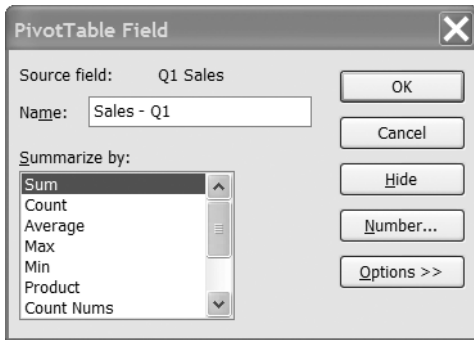 PivotTable Field
Source field: Q1 Sales
Name: Sales - Q1
Summarize by:
Sum
Count
Average
Max
Min
Product
Count Nums
OK
Cancel
Hide
Number...
Options >>